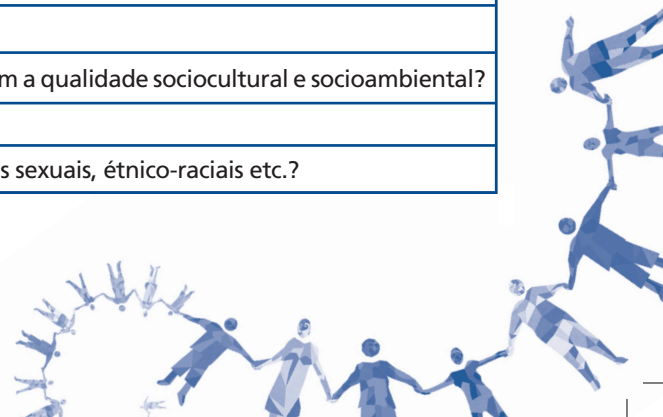 m a qualidade sociocultural e socioambiental?
s sexuais, étnico-raciais etc.?